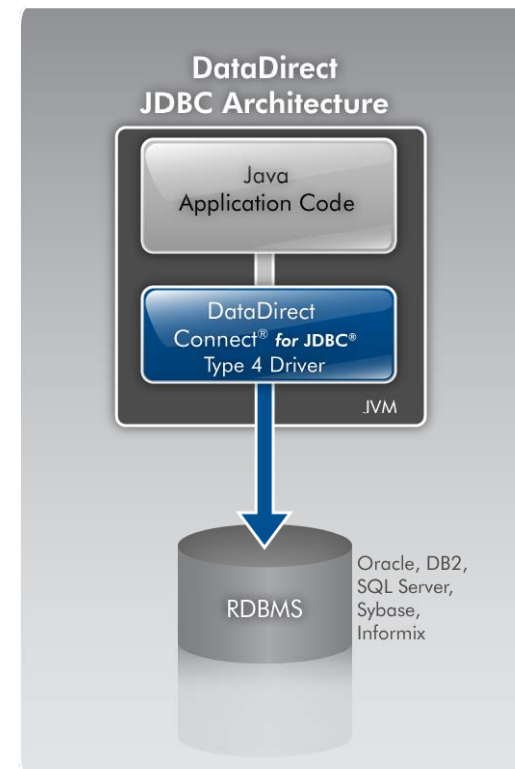 DataDirect
JDBC Architecture
Java
Application Code
DataDirect
Connect® for JDBC®
Type 4 Driver
JVM
RDBMS
Oracle, DB2,
SQL Server,
Sybase,
Informix